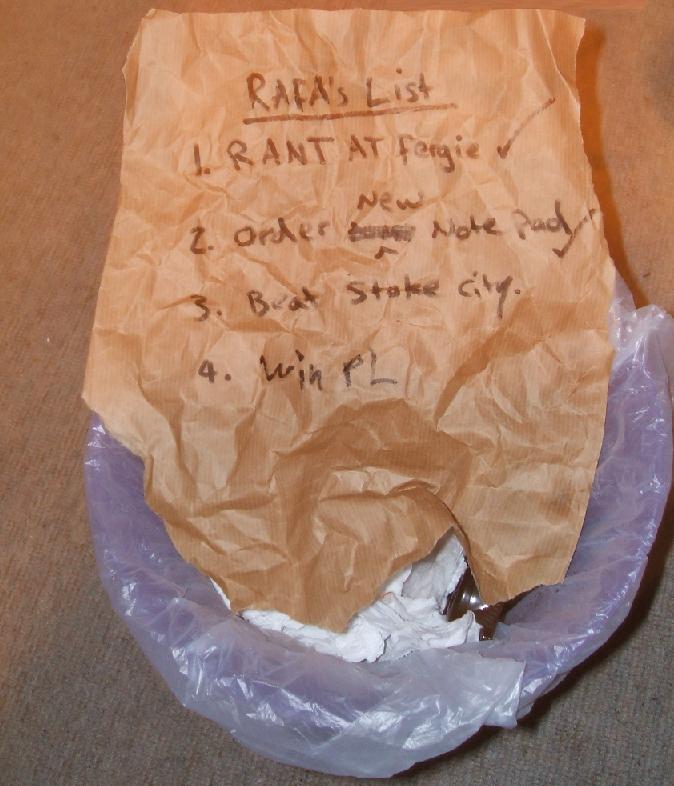 RAFA's List
1. RANT AT Fergie ✓
New
2. Order Note Pad ✓
3. Beat Stoke City.
4. Win PL